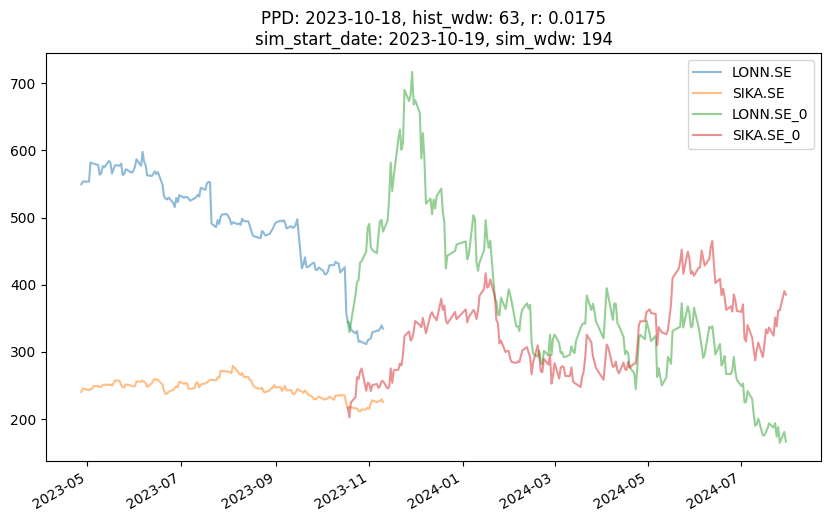 PPD: 2023-10-18, hist_wdw: 63, r: 0.0175
sim_start_date: 2023-10-19, sim_wdw: 194
LONN.SE
SIKA.SE
LONN.SE_0
SIKA.SE_0
700
600
500
400
300
200
2023-05
2023-07
2023-09
2023-11
2024-01
2024-03
2024-05
2024-07